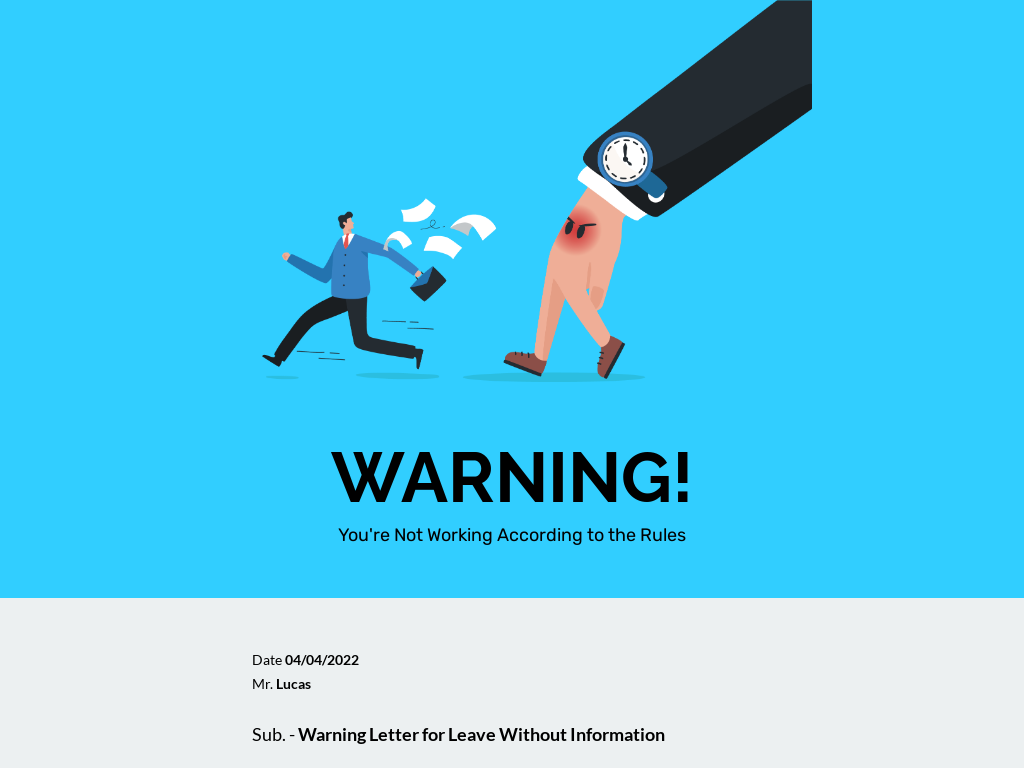 WARNING!
You're Not Working According to the Rules
Date 04/04/2022
Mr. Lucas
Sub. - Warning Letter for Leave Without Information